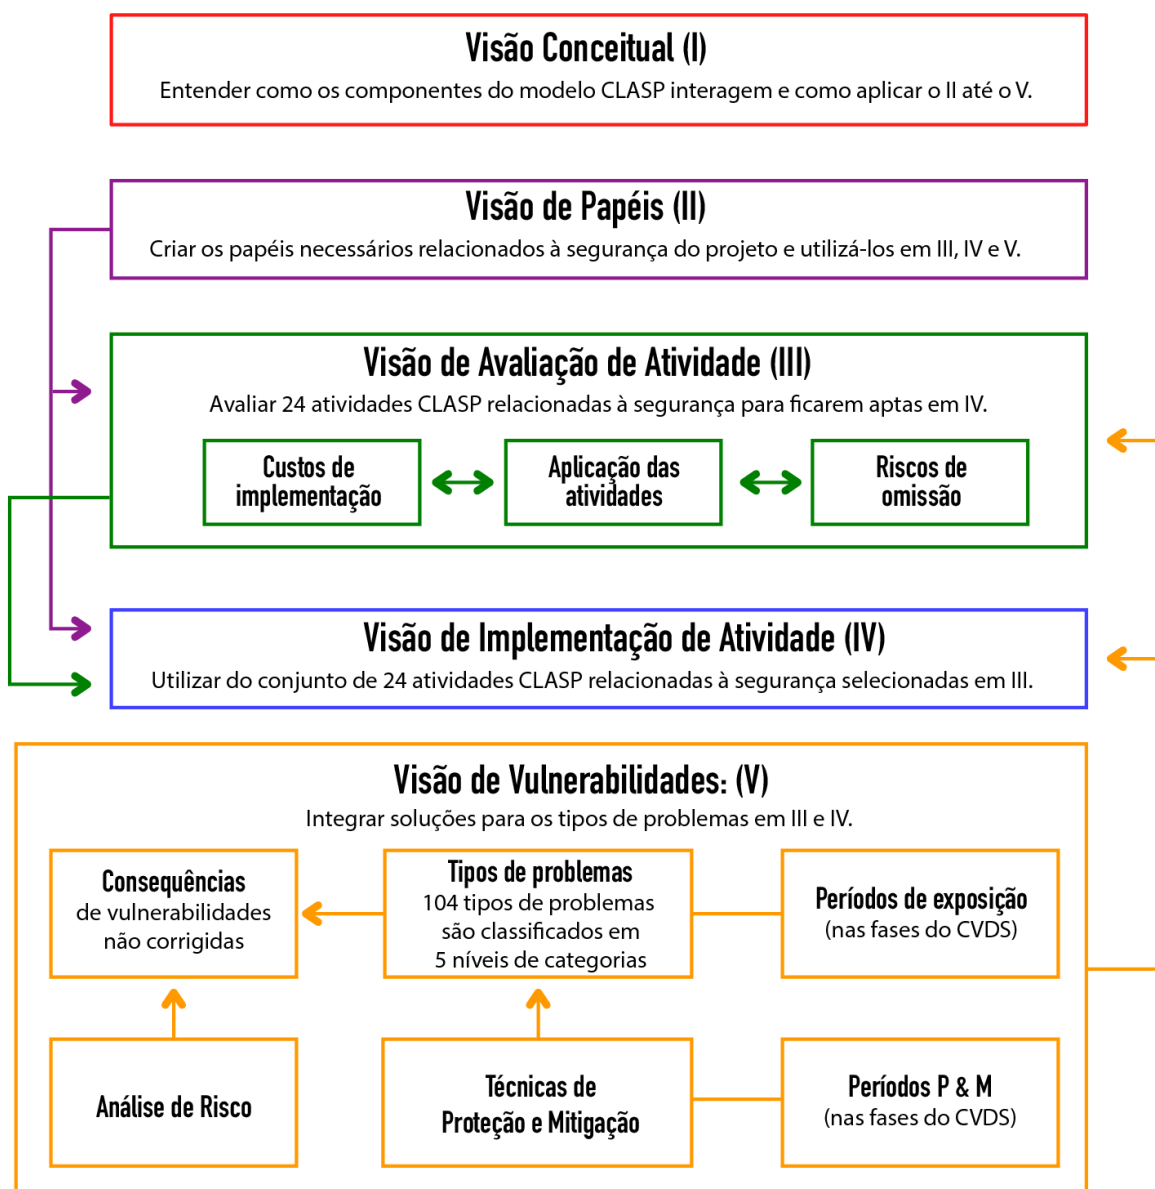 Visão Conceitual (I)
Entender como os componentes do modelo CLASP interagem e como aplicar o II até o V.
Visão de Papéis (II)
Criar os papéis necessários relacionados à segurança do projeto e utilizá-los em III, IV e V.
Visão de Avaliação de Atividade (III)
Avaliar 24 atividades CLASP relacionadas à segurança para ficarem aptas em IV.
Custos de
implementação
Aplicação das
atividades
Riscos de
omissão
Visão de Implementação de Atividade (IV)
Utilizar do conjunto de 24 atividades CLASP relacionadas à segurança selecionadas em III.
Visão de Vulnerabilidades: (V)
Integrar soluções para os tipos de problemas em III e IV.
Consequências
de vulnerabilidades
não corrigidas
Tipos de problemas
104 tipos de problemas
são classificados em
5 níveis de categorias
Períodos de exposição
(nas fases do CVDS)
Análise de Risco
Técnicas de
Proteção e Mitigação
Períodos P & M
(nas fases do CVDS)